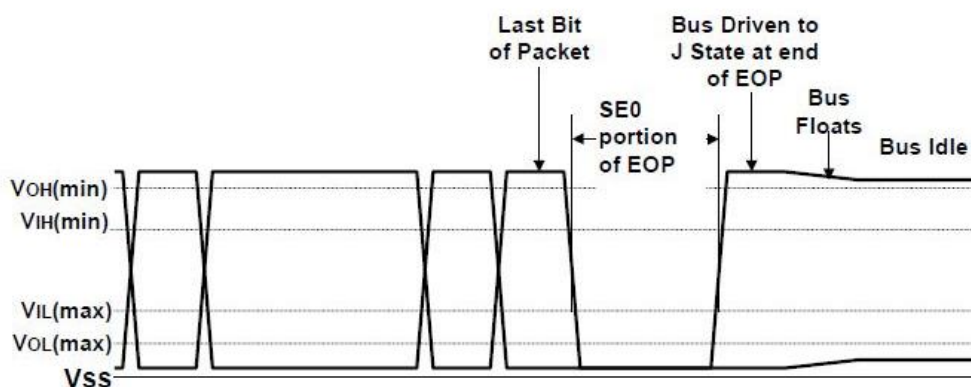 Last Bit
of Packet
Bus Driven to
J State at end
of EOP
SE0
portion
of EOP
Bus
Floats
Bus Idle
VOH(min)
VIH(min)
VIL(max)
VOL(max)
VSS